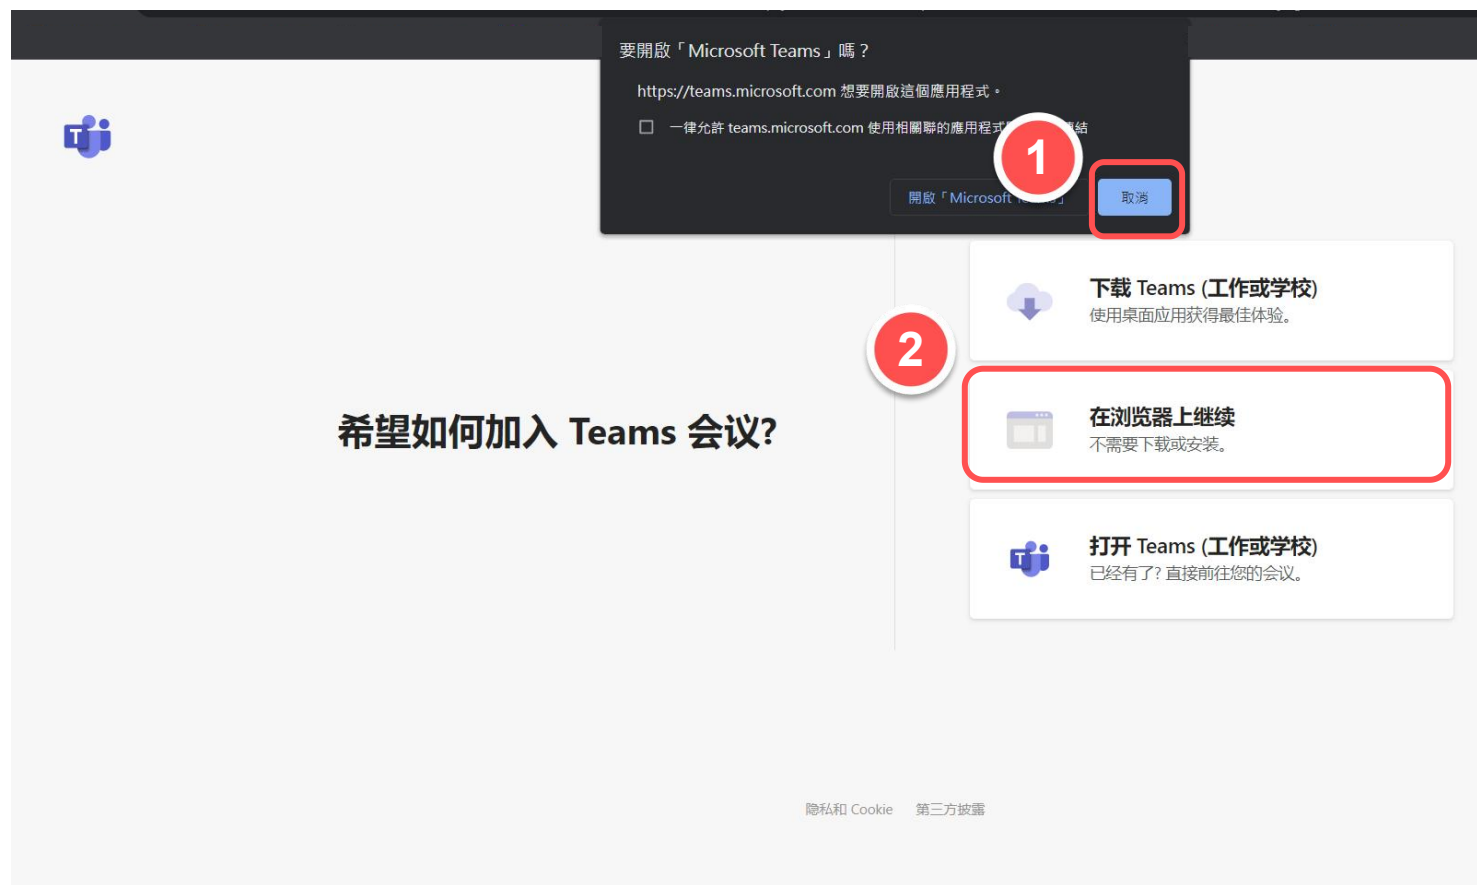 要開啟「Microsoft Teams」嗎？
https://teams.microsoft.com 想要開啟這個應用程式。
一律允許 teams.microsoft.com 使用相關聯的應用程式 結
1
開啟「Microsoft
取消
下载 Teams (工作或学校)
使用桌面应用获得最佳体验。
2
希望如何加入 Teams 会议?
在浏览器上继续
不需要下载或安装。
打开 Teams (工作或学校)
已经有了? 直接前往您的会议。
隐私和 Cookie 第三方披露